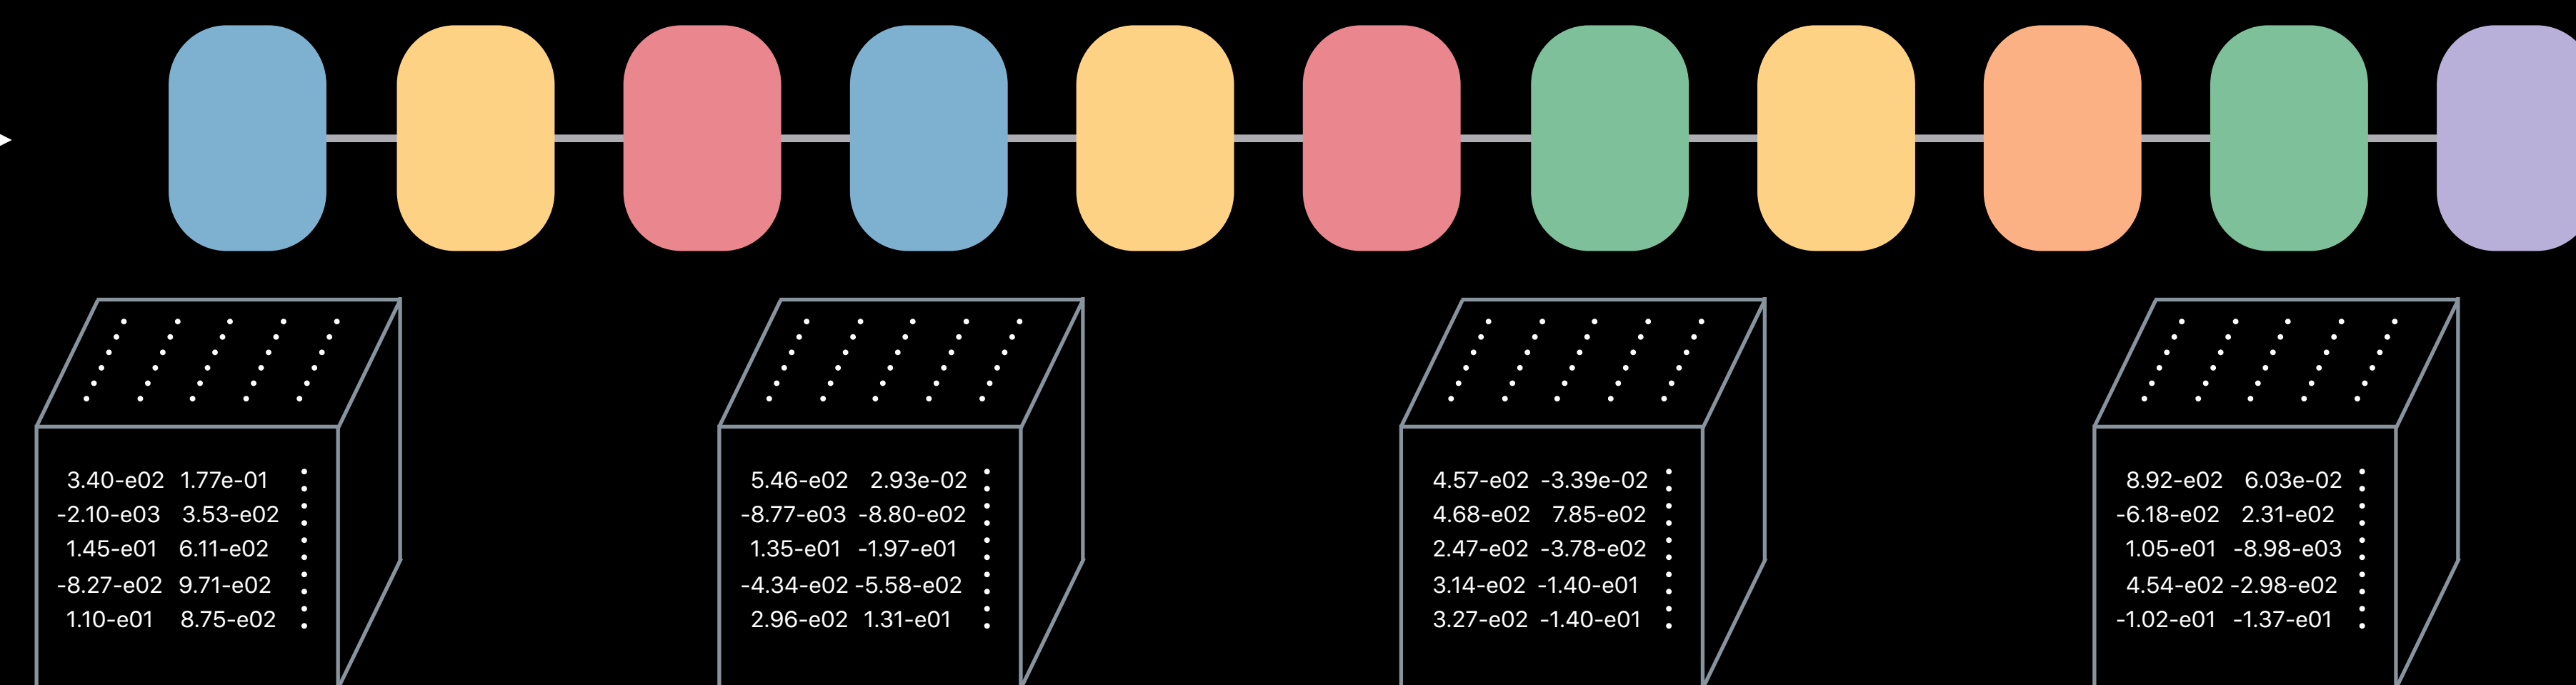 3.40-e02 1.77e-01
-2.10-e03 3.53-e02
1.45-e01 6.11-e02
-8.27-e02 9.71-e02
1.10-e01 8.75-e02
5.46-e02 2.93e-02
-8.77-e03 -8.80-e02
1.35-e01 -1.97-e01
-4.34-e02 -5.58-e02
2.96-e02 1.31-e01
4.57-e02 -3.39e-02
4.68-e02 7.85-e02
2.47-e02 -3.78-e02
3.14-e02 -1.40-e01
3.27-e02 -1.40-e01
8.92-e02 6.03-e02
-6.18-e02 2.31-e02
1.05-e01 -8.98-e03
4.54-e02 -2.98-e02
-1.02-e01 -1.37-e01